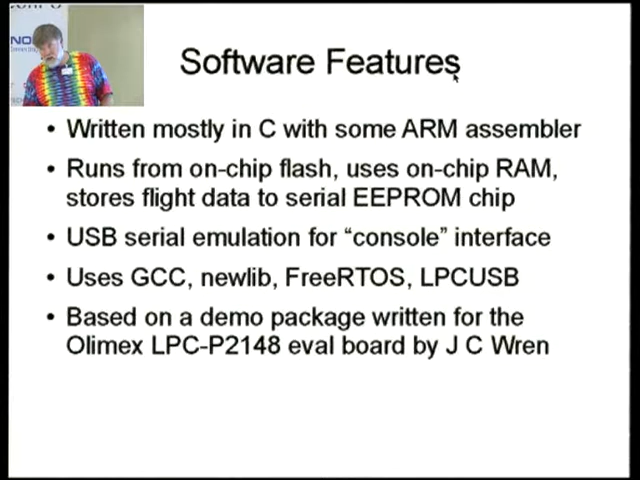 Software Features
• Written mostly in C with some ARM assembler
• Runs from on-chip flash, uses on-chip RAM,
stores flight data to serial EEPROM chip
• USB serial emulation for “console” interface
• Uses GCC, newlib, FreeRTOS, LPCUSB
• Based on a demo package written for the
Olimex LPC-P2148 eval board by J C Wren